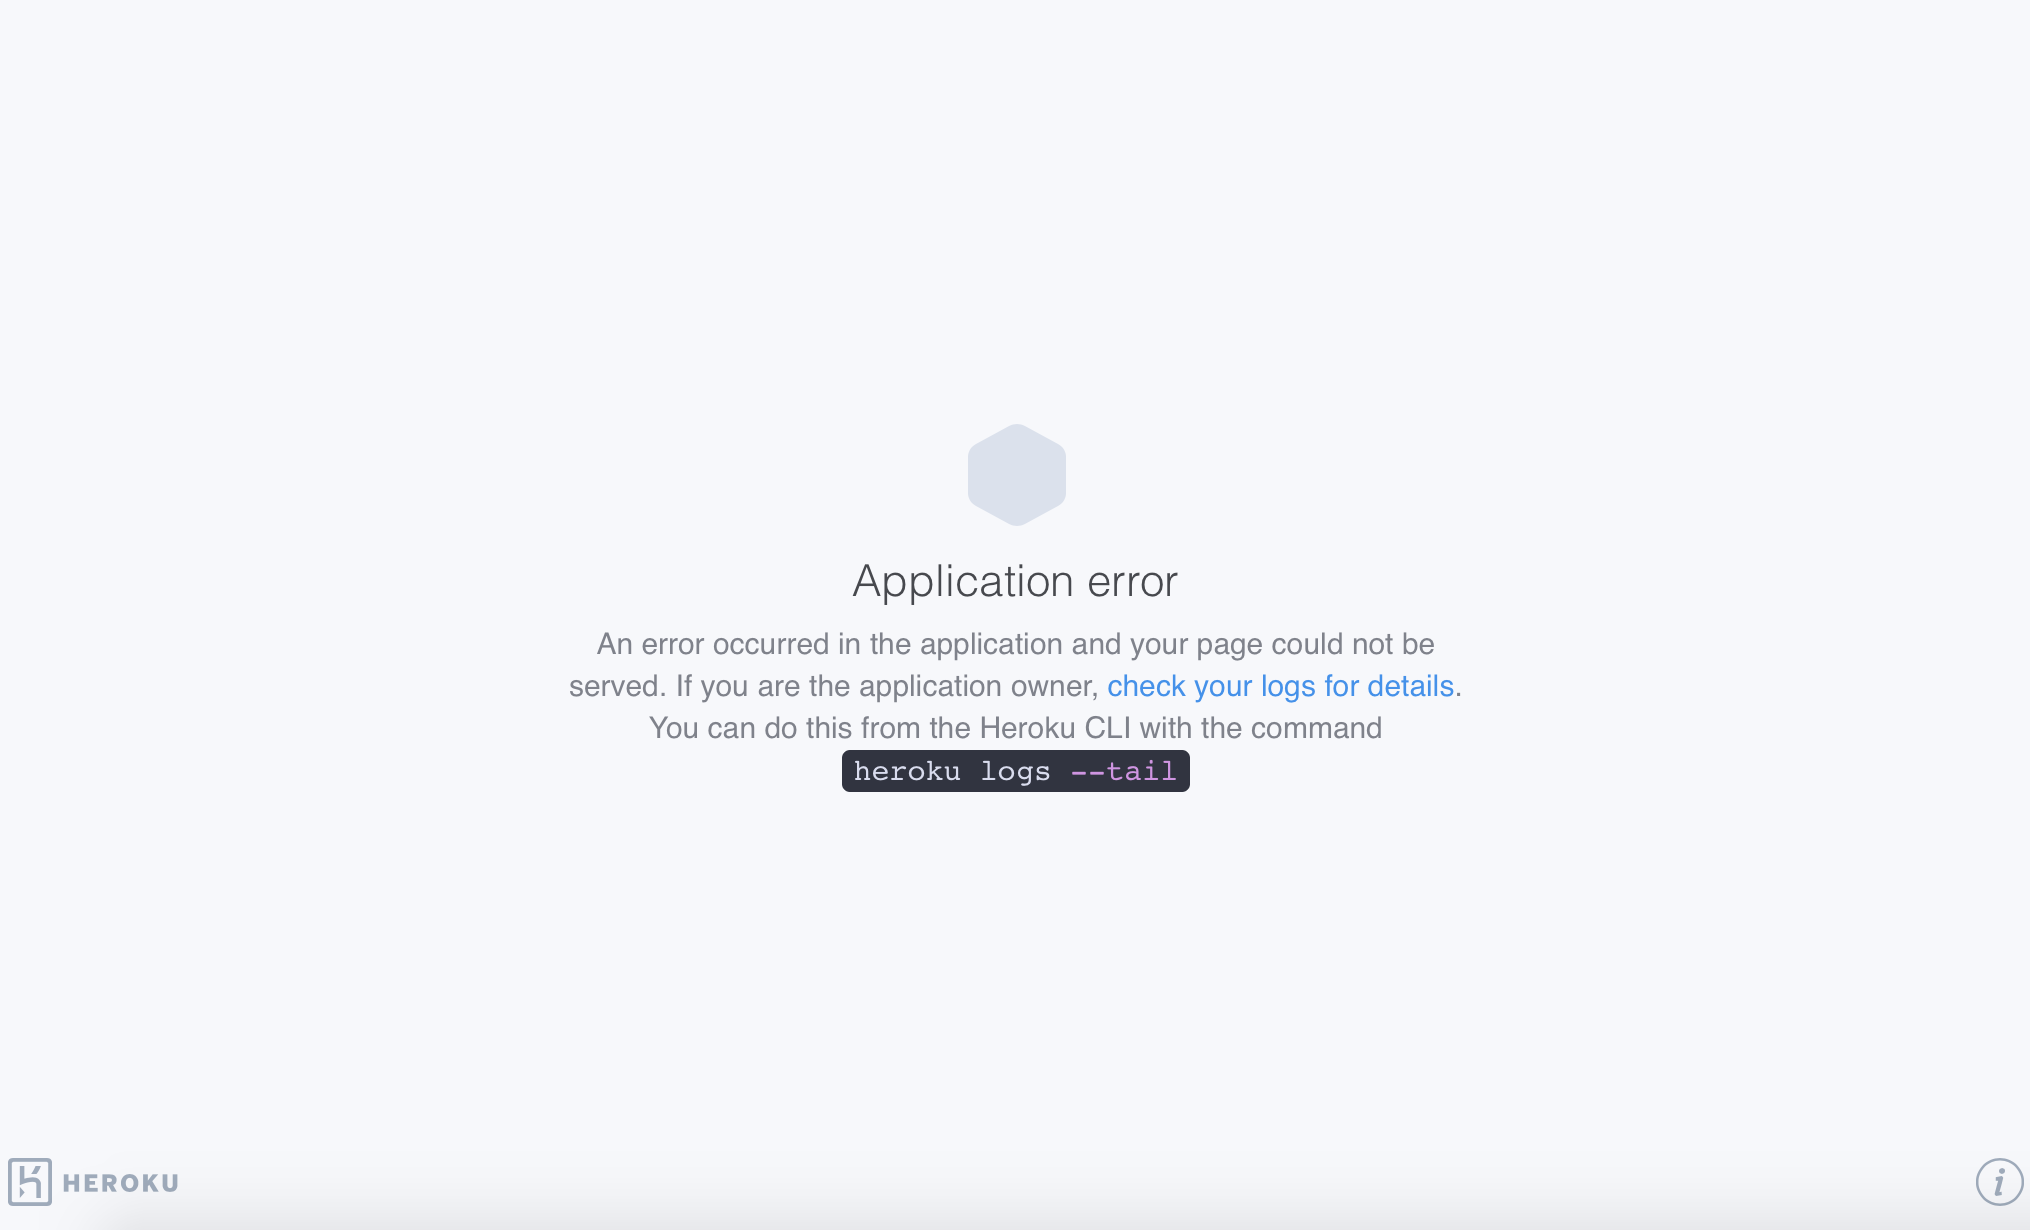 Application error
An error occurred in the application and your page could not be
served. If you are the application owner, check your logs for details.
You can do this from the Heroku CLI with the command
heroku logs --tail
HEROKU
i